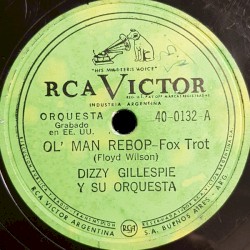 "HIS MASTER'S VOICE"
RCA VICTOR
INDUSTRIA ARGENTINA
ORQUESTA
Grabado
en EE. UU.
40-0132-A
OL' MAN REBOP-Fox Trot
(Floyd Wilson)
DIZZY GILLESPIE
Y SU ORQUESTA
RCA VICTOR ARGENTINA
S.A. BUENOS AIRES - ARG.